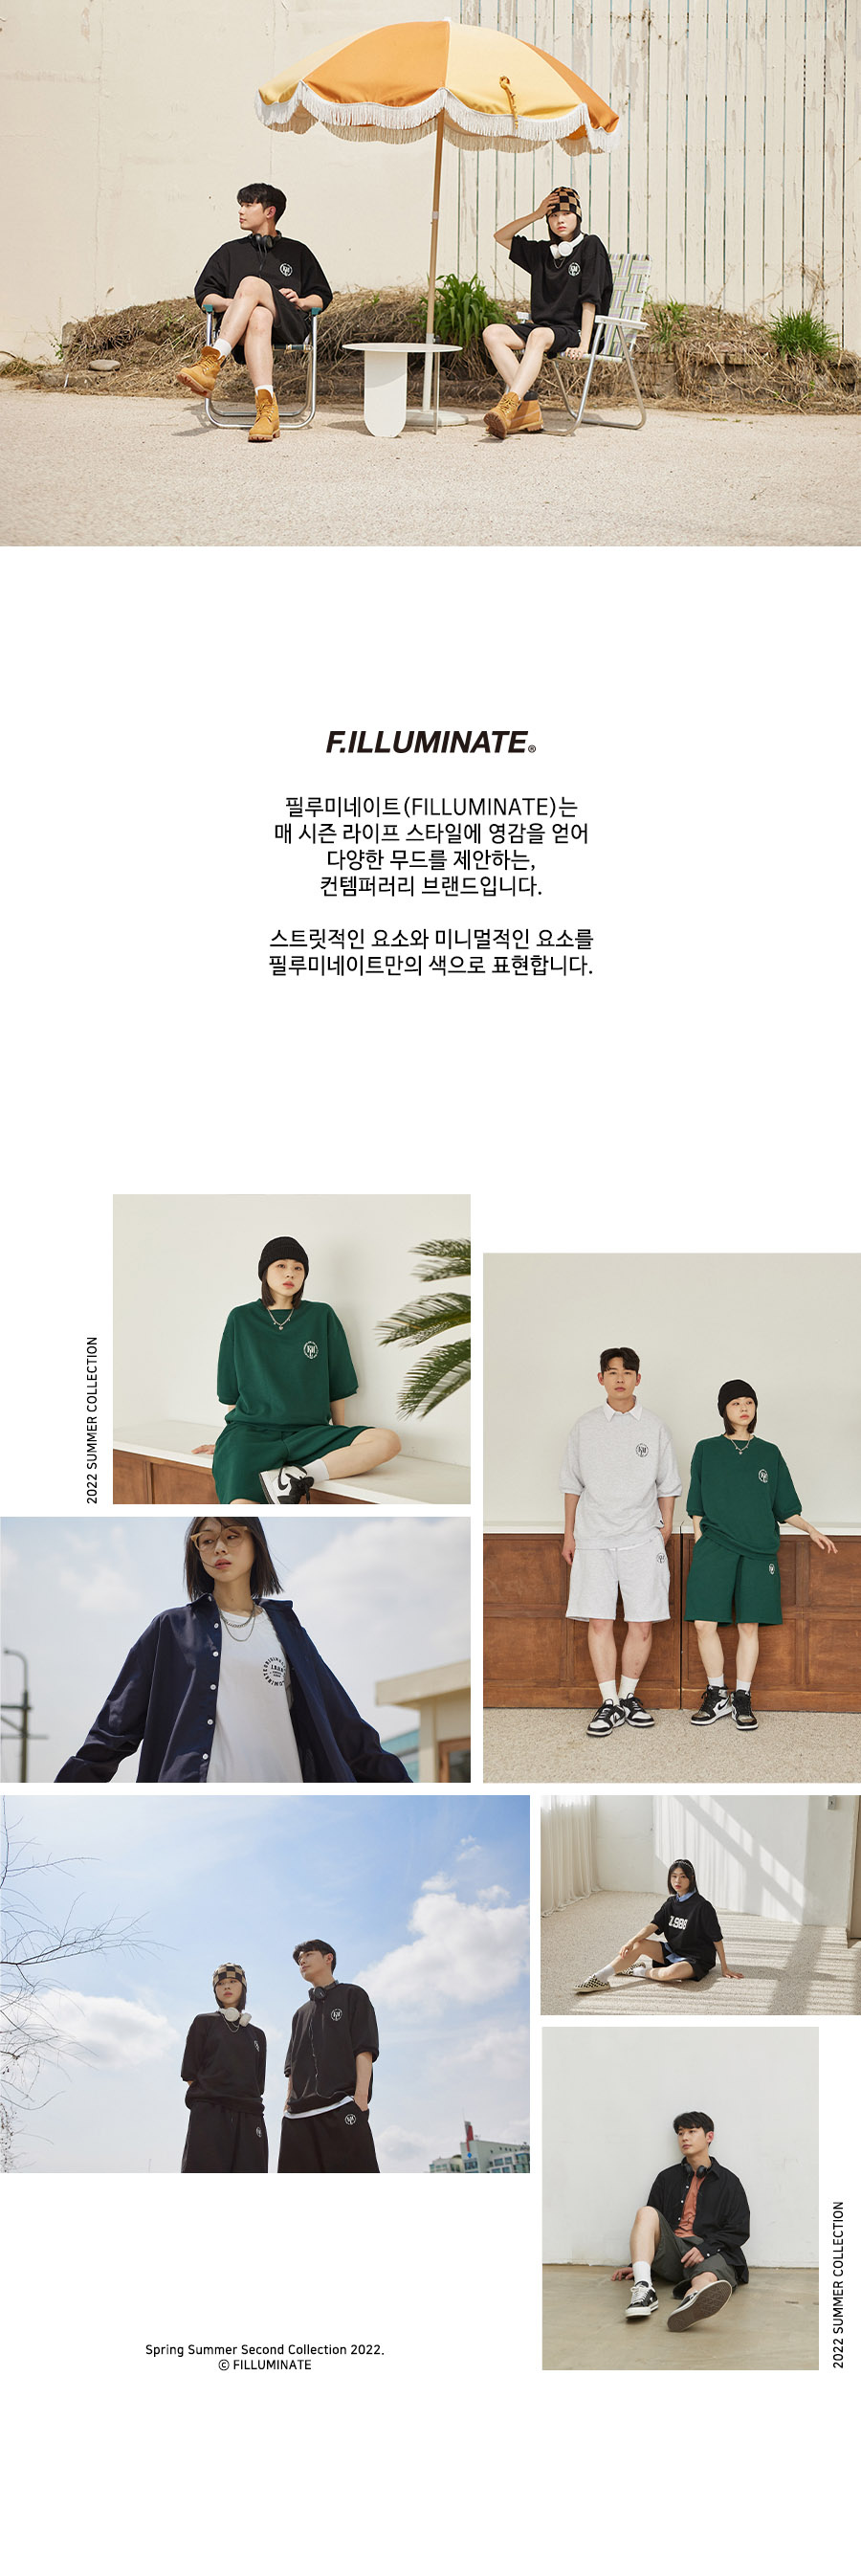 F.ILLUMINATE®
필루미네이트(FILLUMINATE)는
매 시즌 라이프 스타일에 영감을 얻어
다양한 무드를 제안하는,
컨템퍼러리 브랜드입니다.
스트릿적인 요소와 미니멀적인 요소를
필루미네이트만의 색으로 표현합니다.
2022 SUMMER COLLECTION
Spring Summer Second Collection 2022.
ⓒ FILLUMINATE
2022 SUMMER COLLECTION